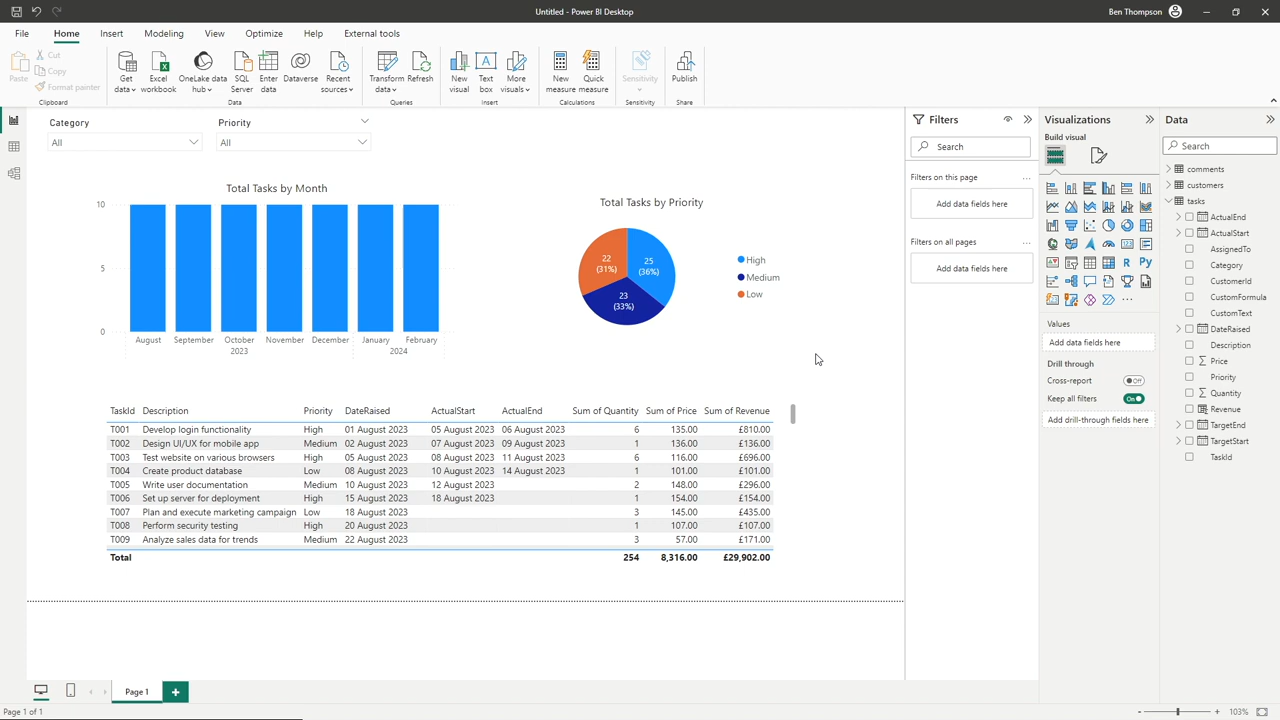 Untitled - Power BI Desktop
Ben Thompson
File Home Insert Modeling View Optimize Help External tools
Paste
Cut
Copy
Format painter
Clipboard
Get data
Excel workbook
OneLake data hub
SQL Server
Enter data
Dataverse
Recent sources
Data
Transform data
Refresh
Queries
New visual
Text box
More visuals
Insert
New measure
Quick measure
Calculations
Sensitivity
Sensitivity
Publish
Share
Category
All
Priority
All
Total Tasks by Month
10
5
0
August September October November December January February
2023 2024
Total Tasks by Priority
22 (31%)
25 (36%)
23 (33%)
High
Medium
Low
TaskId Description Priority DateRaised ActualStart ActualEnd Sum of Quantity Sum of Price Sum of Revenue
T001 Develop login functionality High 01 August 2023 05 August 2023 06 August 2023 6 135.00 £810.00
T002 Design UI/UX for mobile app Medium 02 August 2023 07 August 2023 09 August 2023 1 136.00 £136.00
T003 Test website on various browsers High 05 August 2023 08 August 2023 11 August 2023 6 116.00 £696.00
T004 Create product database Low 08 August 2023 10 August 2023 14 August 2023 1 101.00 £101.00
T005 Write user documentation Medium 10 August 2023 12 August 2023 2 148.00 £296.00
T006 Set up server for deployment High 15 August 2023 18 August 2023 1 154.00 £154.00
T007 Plan and execute marketing campaign Low 18 August 2023 3 145.00 £435.00
T008 Perform security testing High 20 August 2023 1 107.00 £107.00
T009 Analyze sales data for trends Medium 22 August 2023 3 57.00 £171.00
Total 254 8,316.00 £29,902.00
Filters
Search
Filters on this page
Add data fields here
Filters on all pages
Add data fields here
Visualizations
Build visual
R Py
Values
Add data fields here
Drill through
Cross-report Off
Keep all filters On
Add drill-through fields here
Data
Search
comments
customers
tasks
ActualEnd
ActualStart
AssignedTo
Category
CustomerId
CustomFormula
CustomText
DateRaised
Description
Price
Priority
Quantity
Revenue
TargetEnd
TargetStart
TaskId
Page 1
Page 1 of 1
103%